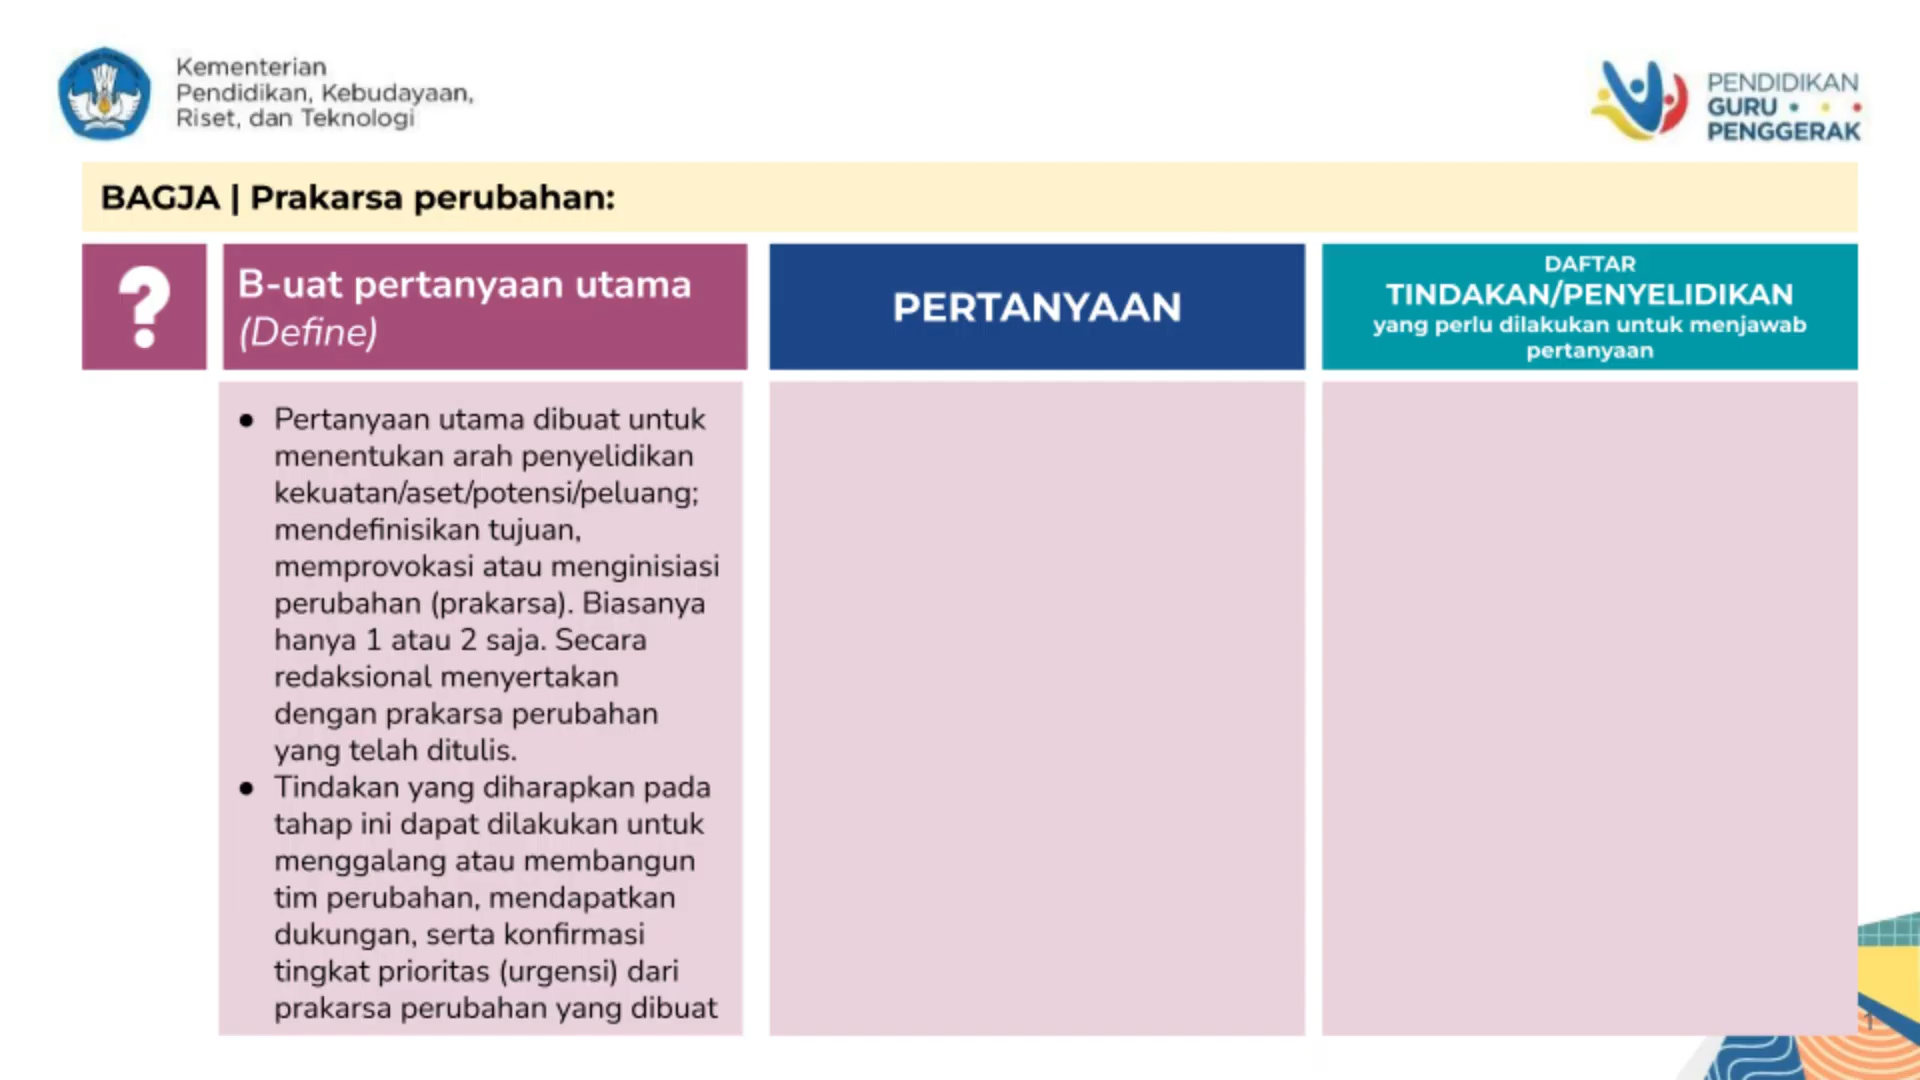 Kementerian
Pendidikan, Kebudayaan,
Riset, dan Teknologi
PENDIDIKAN
GURU
PENGGERAK
BAGJA | Prakarsa perubahan:
?
B-uat pertanyaan utama
(Define)
PERTANYAAN
DAFTAR
TINDAKAN/PENYELIDIKAN
yang perlu dilakukan untuk menjawab
pertanyaan
● Pertanyaan utama dibuat untuk
menentukan arah penyelidikan
kekuatan/aset/potensi/peluang;
mendefinisikan tujuan,
memprovokasi atau menginisiasi
perubahan (prakarsa). Biasanya
hanya 1 atau 2 saja. Secara
redaksional menyertakan
dengan prakarsa perubahan
yang telah ditulis.
● Tindakan yang diharapkan pada
tahap ini dapat dilakukan untuk
menggalang atau membangun
tim perubahan, mendapatkan
dukungan, serta konfirmasi
tingkat prioritas (urgensi) dari
prakarsa perubahan yang dibuat
1